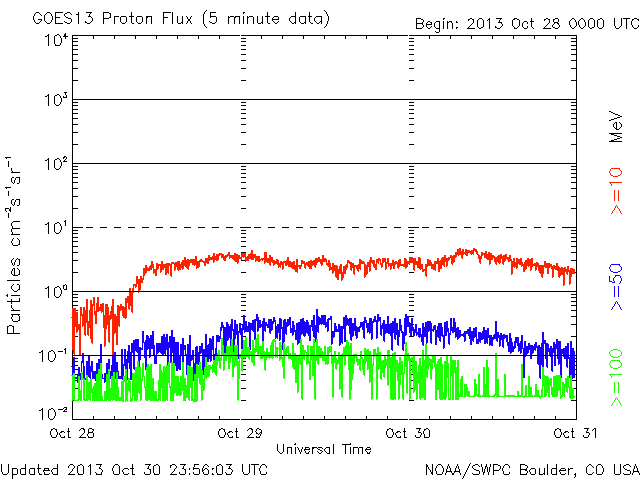 GOES13 Proton Flux (5 minute data)
Begin: 2013 Oct 28 0000 UTC
10⁴
10³
10²
10¹
10⁰
10⁻¹
10⁻²
Particles cm⁻²s⁻¹sr⁻¹
MeV
>=10
>=50
>=100
Oct 28
Oct 29
Oct 30
Oct 31
Universal Time
Updated 2013 Oct 30 23:56:03 UTC
NOAA/SWPC Boulder, CO USA